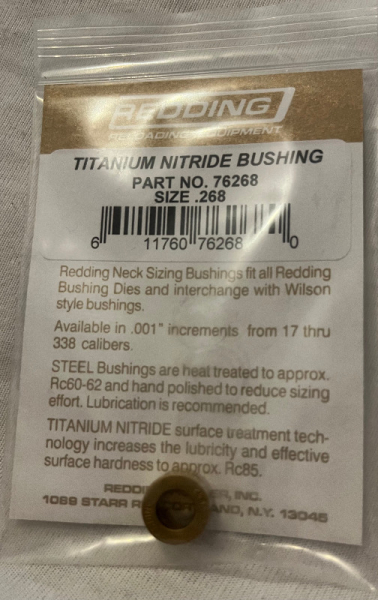 REDDING
RELOADING EQUIPMENT
TITANIUM NITRIDE BUSHING
PART NO. 76268
SIZE .268
6 11760 76268 0
Redding Neck Sizing Bushings fit all Redding
Bushing Dies and interchange with Wilson
style bushings.
Available in .001" increments from 17 thru
338 calibers.
STEEL Bushings are heat treated to approx.
Rc60-62 and hand polished to reduce sizing
effort. Lubrication is recommended.
TITANIUM NITRIDE surface treatment tech-
nology increases the lubricity and effective
surface hardness to approx. Rc85.
INC.
1089 STARR N.Y. 13045